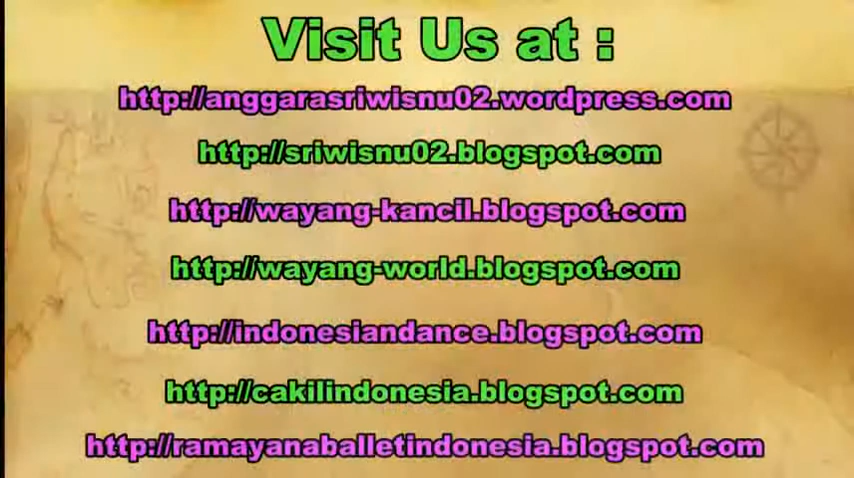 Visit Us at :
http://anggarasriwisnu02.wordpress.com
http://sriwisnu02.blogspot.com
http://wayang-kancil.blogspot.com
http://wayang-world.blogspot.com
http://indonesiandance.blogspot.com
http://cakilindonesia.blogspot.com
http://ramayanaballetindonesia.blogspot.com